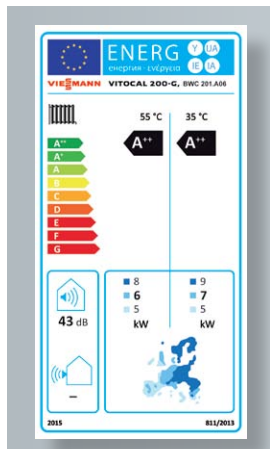 ENERG Y UA
енергия · ενέργεια IE IA
VIESMANN VITOCAL 200-G, BWC 201.A06
55 °C 35 °C
A++ A++ A++
A+
A
B
C
D
E
F
G
43 dB
–
8 9
6 7
5 5
kW kW
2015 811/2013